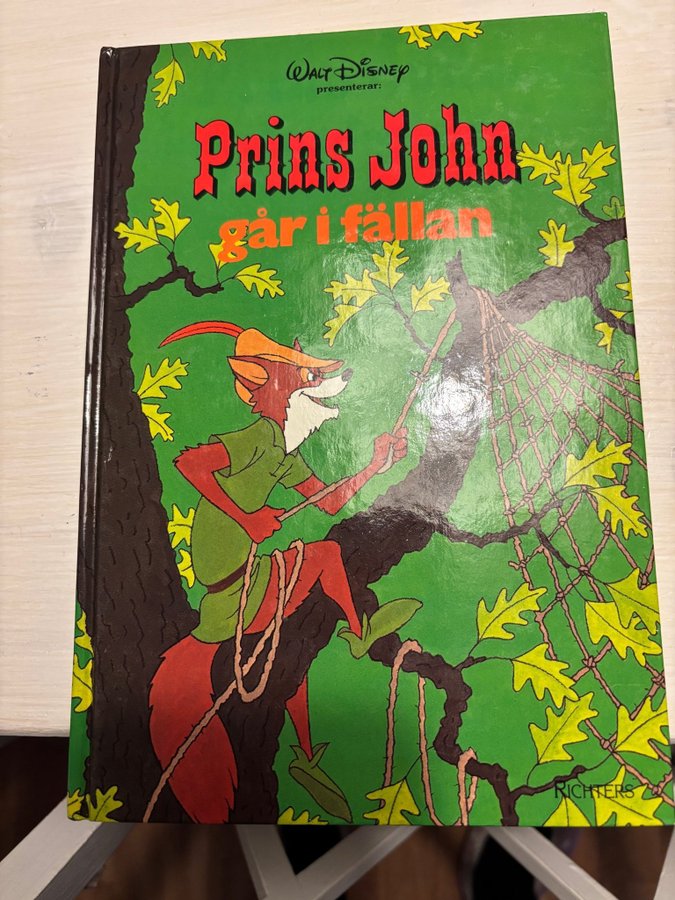 WALT DISNEY
presenterar:
Prins John
går i fällan
RICHTERS